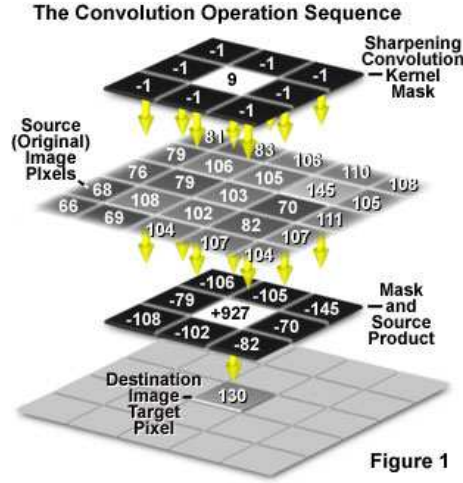 The Convolution Operation Sequence
Sharpening
Convolution
Kernel
Mask
-1
-1 -1
-1 9 -1
-1 -1
-1
Source
(Original)
Image
Pixels
81
79 83
76 106 106
68 79 105 110
66 108 103 145 108
69 102 70 105
104 82 111
107 107
104
-106
-79 -105
-108 +927 -145
-102 -70
-82
Mask
and
Source
Product
Destination
Image
Target
Pixel
130
Figure 1